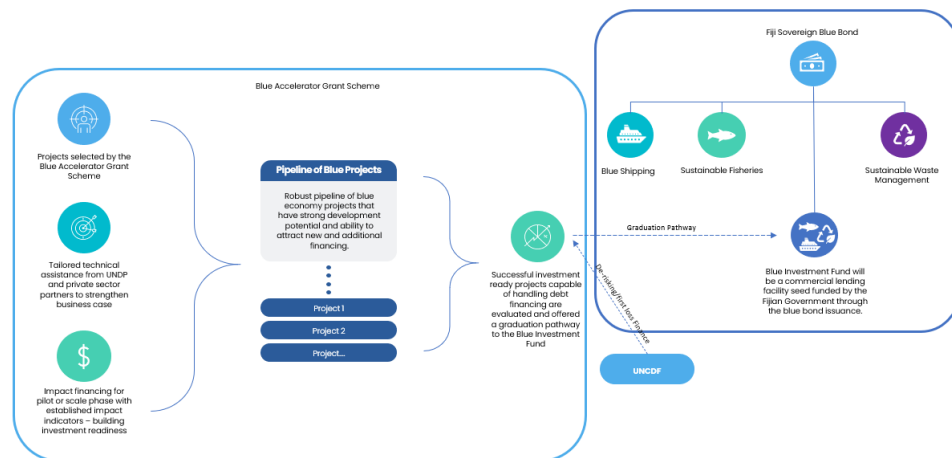 Blue Accelerator Grant Scheme
Projects selected by the
Blue Accelerator Grant
Scheme
Tailored technical
assistance from UNDP
and private sector
partners to strengthen
business case
Impact financing for
pilot or scale phase with
established impact
indicators – building
investment readiness
Pipeline of Blue Projects
Robust pipeline of blue
economy projects that
have strong development
potential and ability to
attract new and additional
financing.
Project 1
Project 2
Project...
Successful investment
ready projects capable
of handling debt
financing are
evaluated and offered
a graduation pathway
to the Blue Investment
Fund
Graduation Pathway
De-risking/first loss Finance
UNCDF
Fiji Sovereign Blue Bond
Blue Shipping
Sustainable Fisheries
Sustainable Waste
Management
Blue Investment Fund will
be a commercial lending
facility seed funded by the
Fijian Government through
the blue bond issuance.